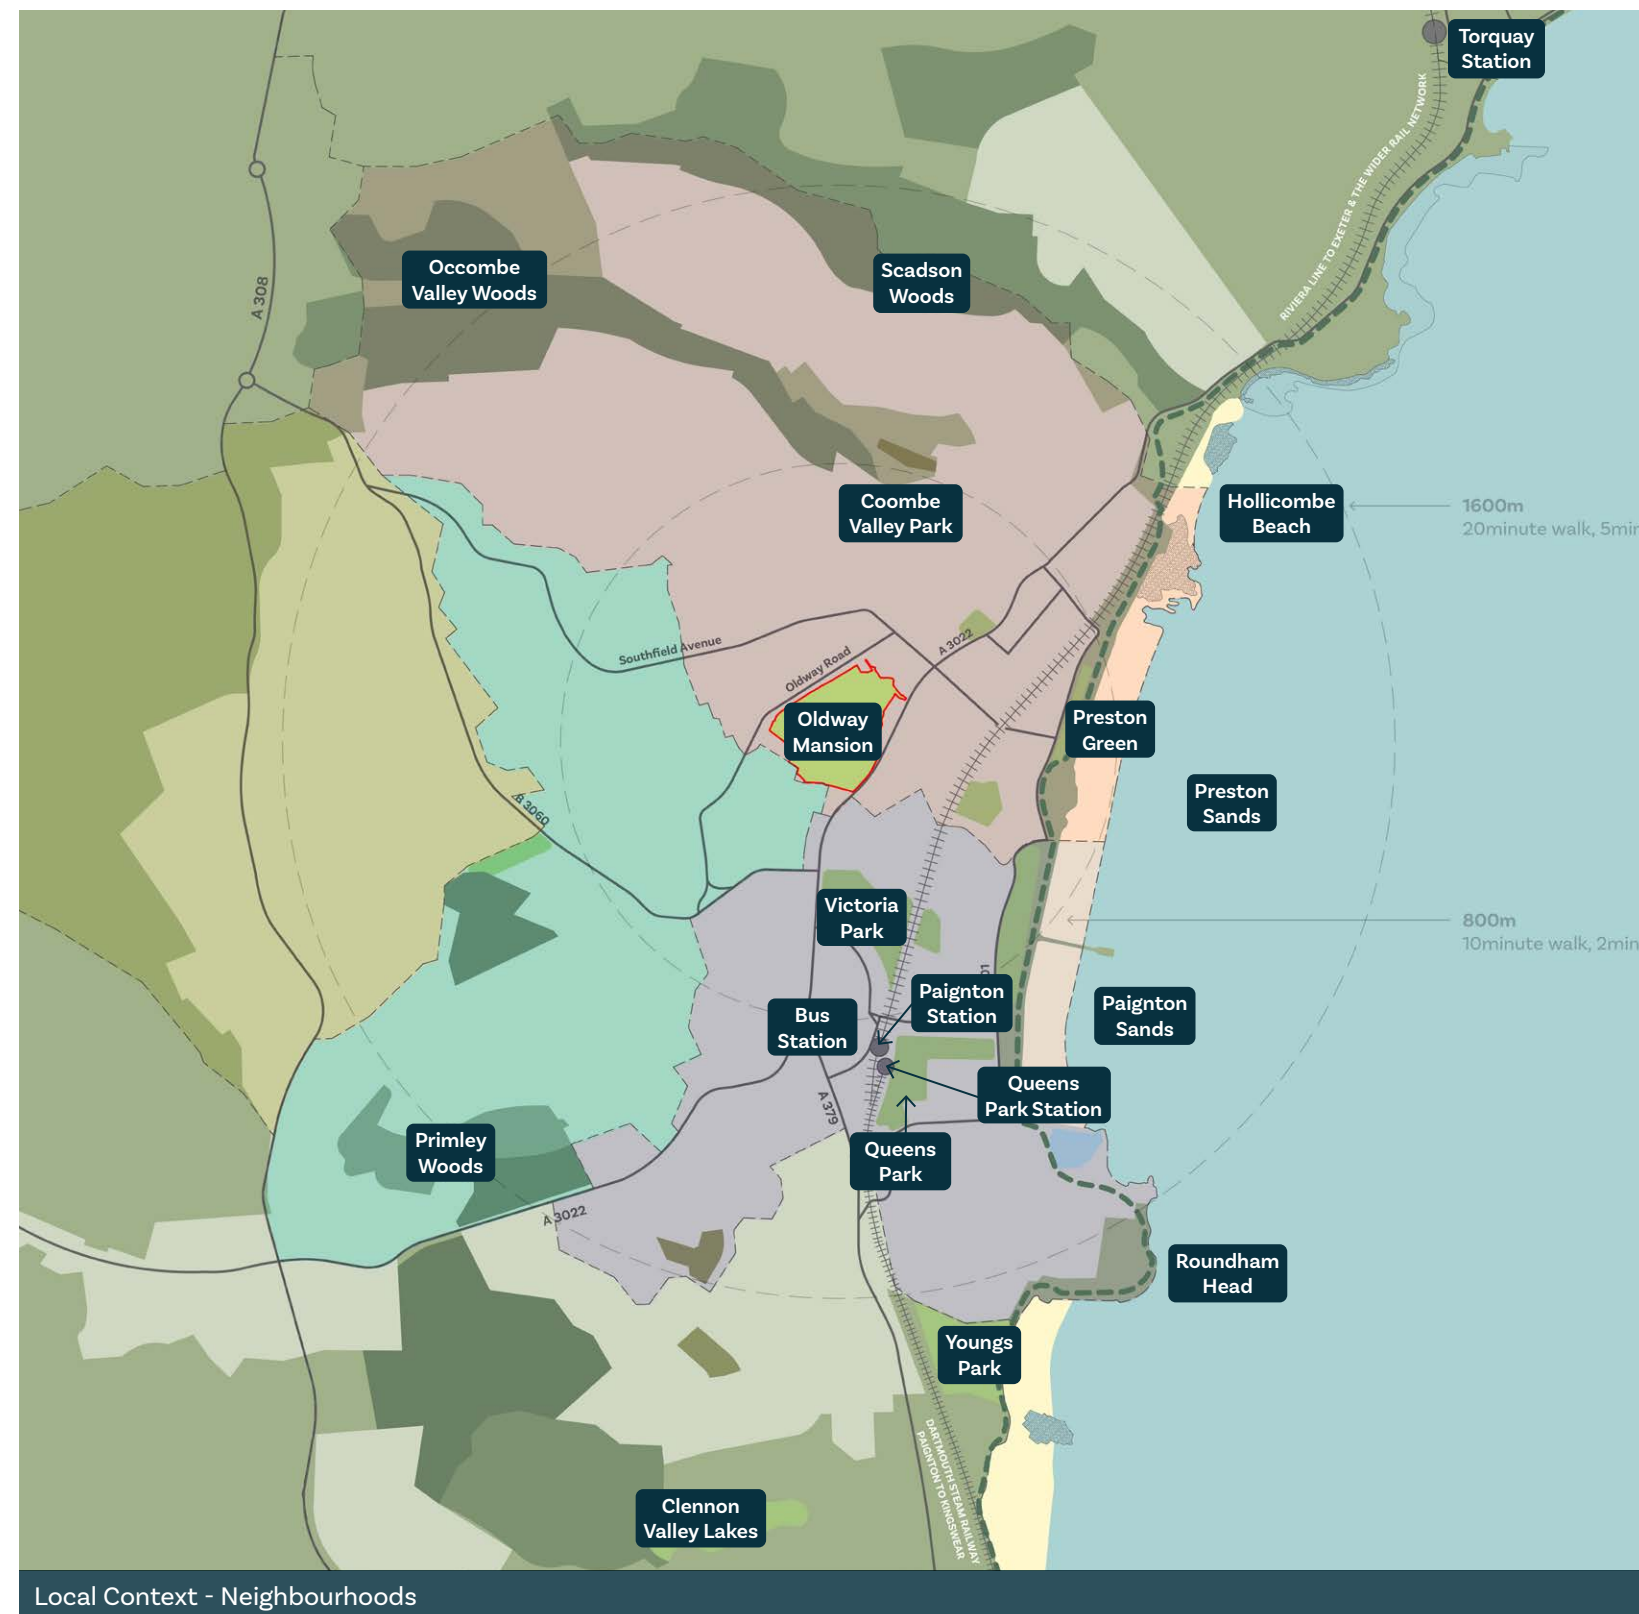 Torquay
Station
RIVIERA LINE TO EXETER & THE WIDER RAIL NETWORK
A 308
Occombe
Valley Woods
Scadson
Woods
Coombe
Valley Park
Hollicombe
Beach
1600m
20minute walk, 5min
Southfield Avenue
Oldway Road
A 3022
Oldway
Mansion
Preston
Green
Preston
Sands
B 3060
Victoria
Park
800m
10minute walk, 2min
Paignton
Station
Bus
Station
Paignton
Sands
Queens
Park Station
A 379
Primley
Woods
Queens
Park
A 3022
Roundham
Head
Youngs
Park
DARTMOUTH STEAM RAILWAY
PAIGNTON TO KINGSWEAR
Clennon
Valley Lakes
Local Context - Neighbourhoods